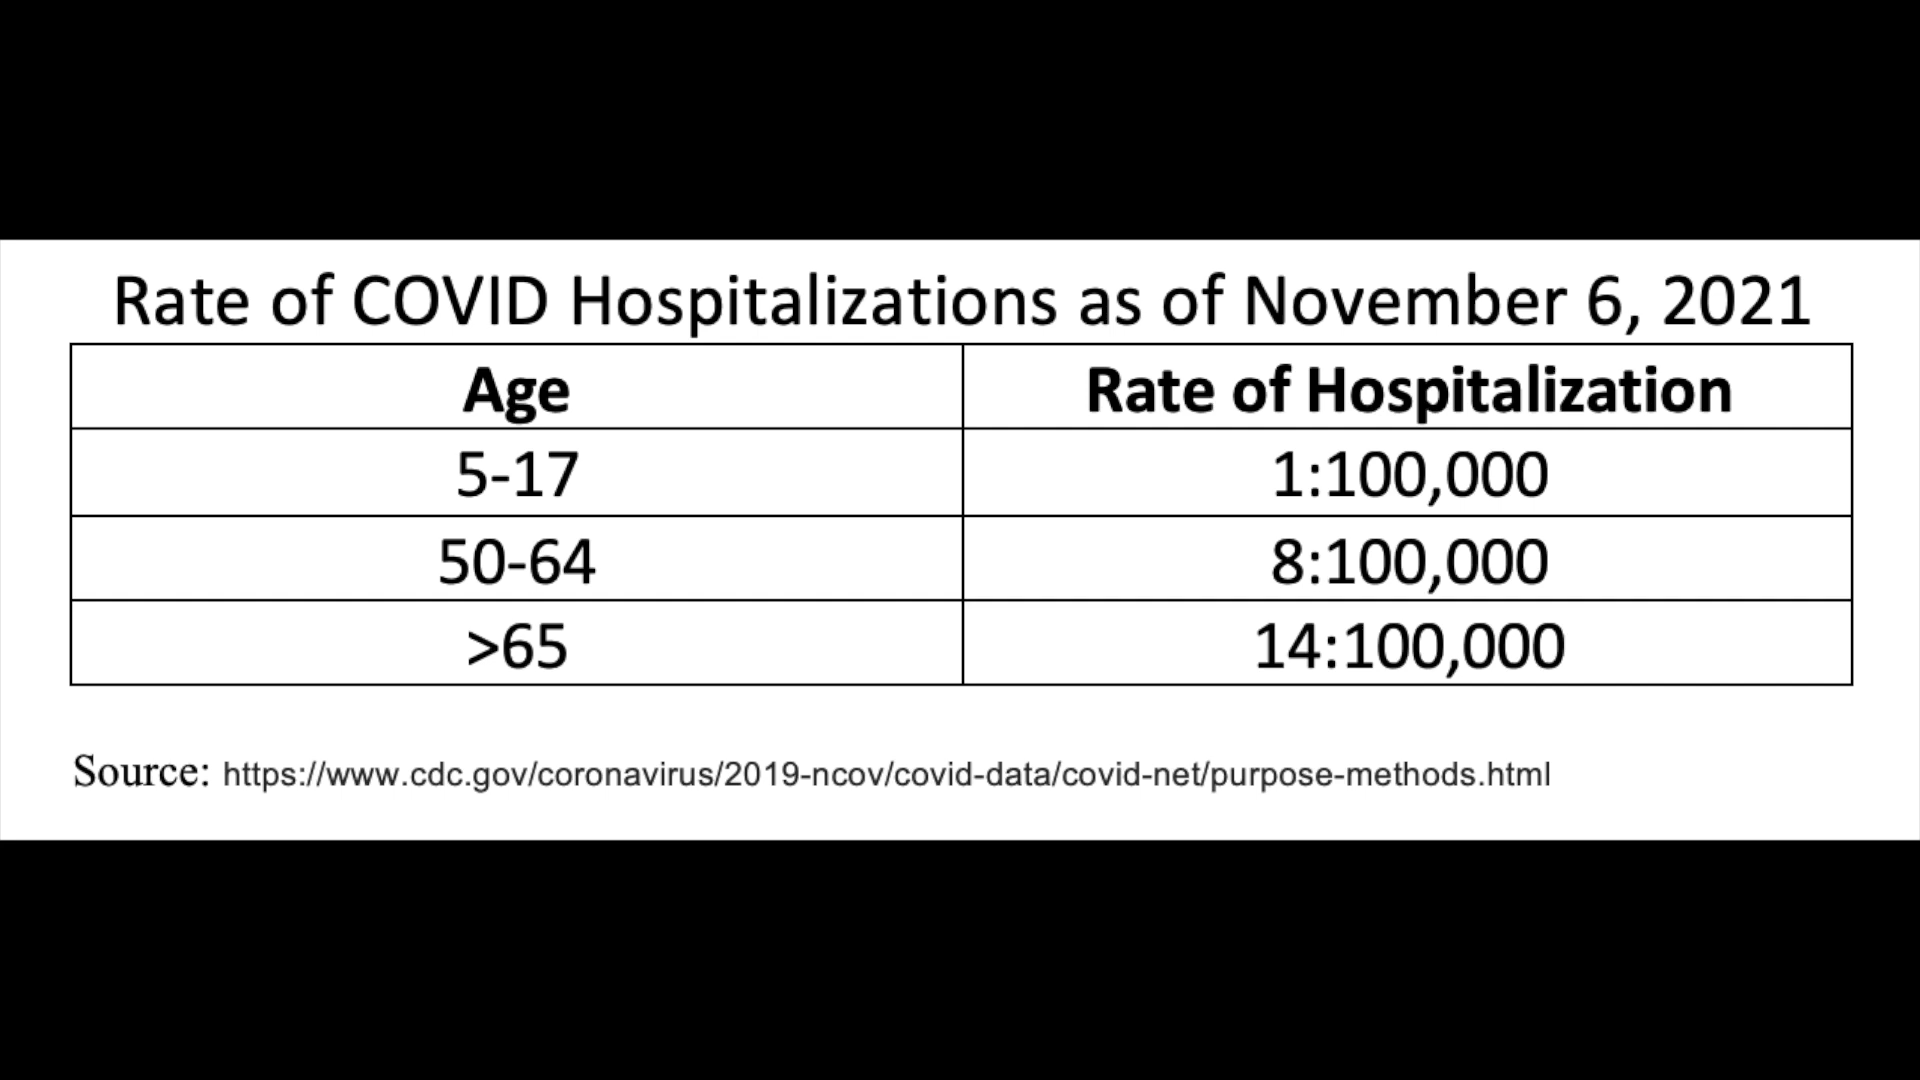 Rate of COVID Hospitalizations as of November 6, 2021
Age Rate of Hospitalization
5-17 1:100,000
50-64 8:100,000
>65 14:100,000
Source: https://www.cdc.gov/coronavirus/2019-ncov/covid-data/covid-net/purpose-methods.html